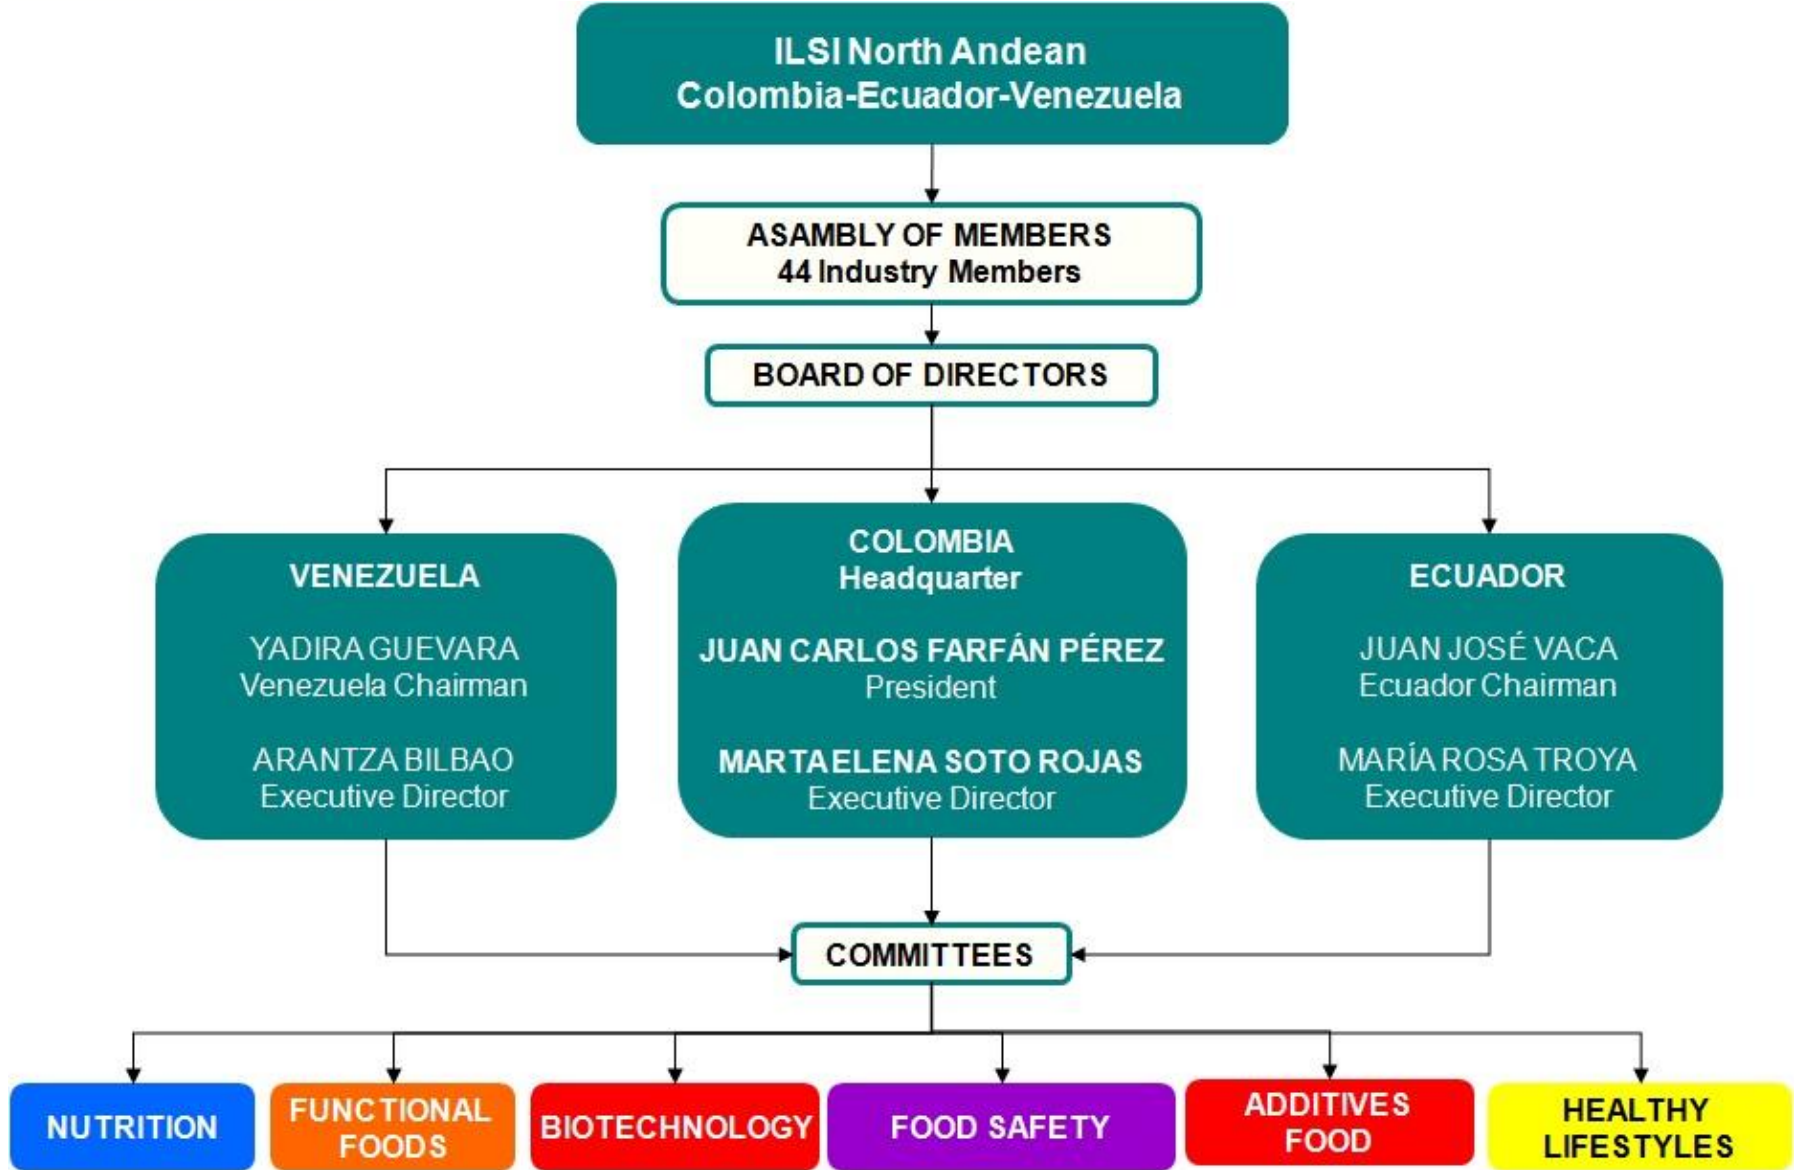 ILSI North Andean
Colombia-Ecuador-Venezuela
ASAMBLY OF MEMBERS
44 Industry Members
BOARD OF DIRECTORS
VENEZUELA
YADIRA GUEVARA
Venezuela Chairman
ARANTZA BILBAO
Executive Director
COLOMBIA
Headquarter
JUAN CARLOS FARFÁN PÉREZ
President
MARTA ELENA SOTO ROJAS
Executive Director
ECUADOR
JUAN JOSÉ VACA
Ecuador Chairman
MARÍA ROSA TROYA
Executive Director
COMMITTEES
NUTRITION
FUNCTIONAL
FOODS
BIOTECHNOLOGY
FOOD SAFETY
ADDITIVES
FOOD
HEALTHY
LIFESTYLES